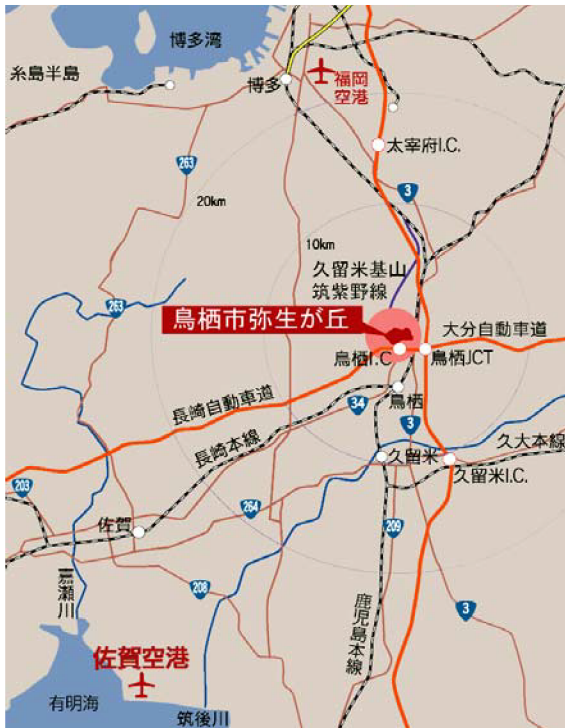 博多湾
糸島半島
博多
福岡
空港
太宰府I.C.
263
3
20km
10km
久留米基山
筑紫野線
263
鳥栖市弥生が丘
大分自動車道
鳥栖I.C
鳥栖JCT
長崎自動車道
34
鳥栖
3
長崎本線
久留米
久大本線
久留米I.C.
203
264
佐賀
209
嘉瀬川
208
鹿児島本線
3
佐賀空港
有明海
筑後川